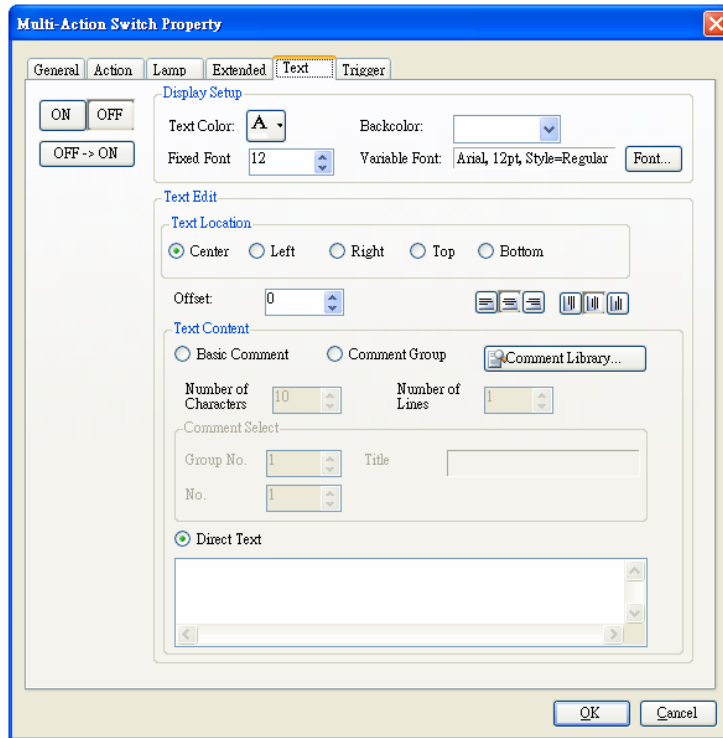 Multi-Action Switch Property
General Action Lamp Extended Text Trigger
ON OFF
OFF -> ON
Display Setup
Text Color: A Backcolor:
Fixed Font 12 Variable Font: Arial, 12pt, Style=Regular Font...
Text Edit
Text Location
Center Left Right Top Bottom
Offset: 0
Text Content
Basic Comment Comment Group Comment Library...
Number of Characters 10 Number of Lines 1
Comment Select
Group No. 1 Title
No. 1
Direct Text
OK Cancel